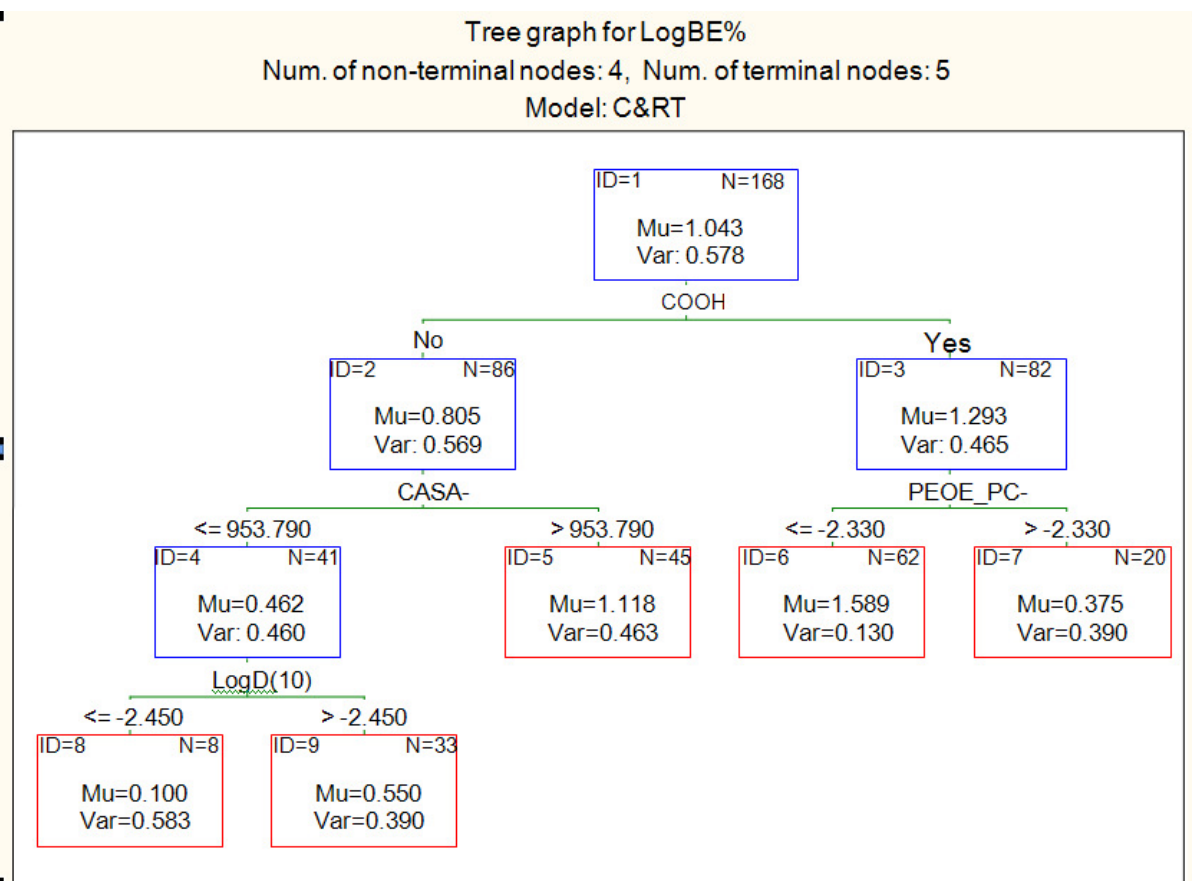 Tree graph for LogBE%
Num. of non-terminal nodes: 4, Num. of terminal nodes: 5
Model: C&RT
ID=1 N=168
Mu=1.043
Var: 0.578
COOH
No Yes
ID=2 N=86
Mu=0.805
Var: 0.569
ID=3 N=82
Mu=1.293
Var: 0.465
CASA-
PEOE_PC-
<= 953.790 > 953.790
<= -2.330 > -2.330
ID=4 N=41
Mu=0.462
Var: 0.460
ID=5 N=45
Mu=1.118
Var=0.463
ID=6 N=62
Mu=1.589
Var=0.130
ID=7 N=20
Mu=0.375
Var=0.390
LogD(10)
<= -2.450 > -2.450
ID=8 N=8
Mu=0.100
Var=0.583
ID=9 N=33
Mu=0.550
Var=0.390